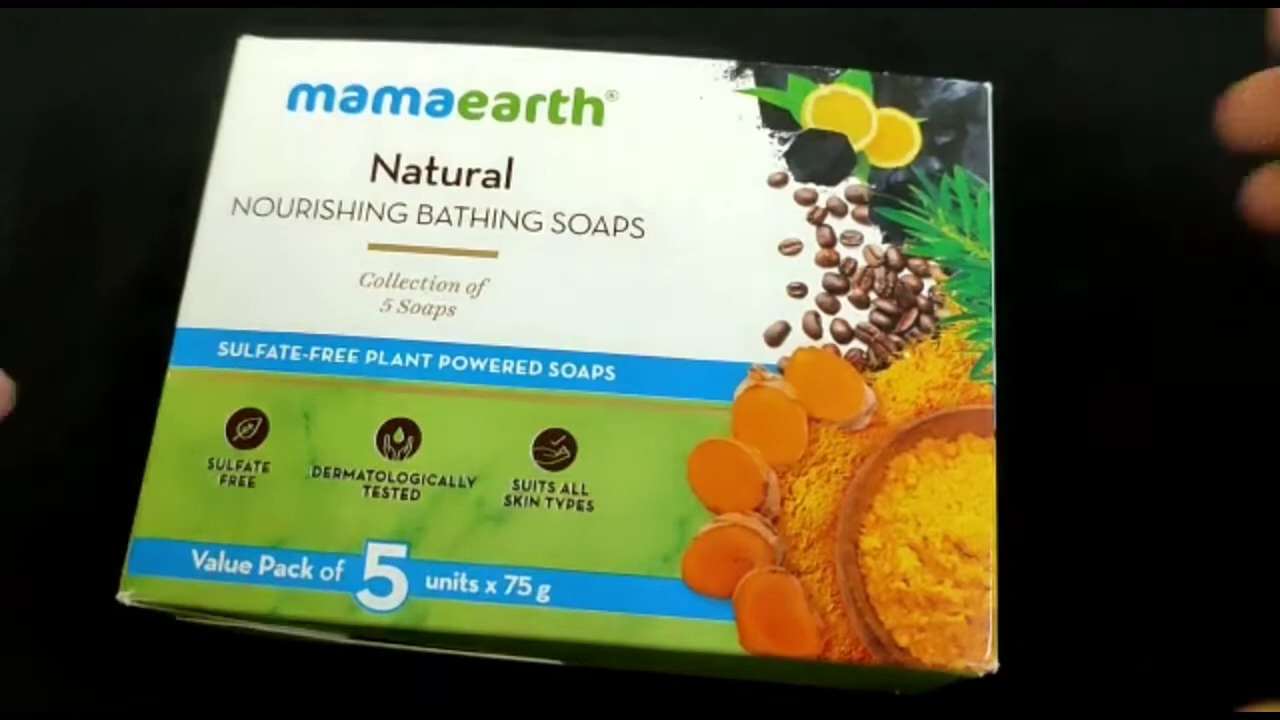 mamaearth®
Natural
NOURISHING BATHING SOAPS
Collection of
5 Soaps
SULFATE-FREE PLANT POWERED SOAPS
SULFATE
FREE
DERMATOLOGICALLY
TESTED
SUITS ALL
SKIN TYPES
Value Pack of 5 units x 75 g